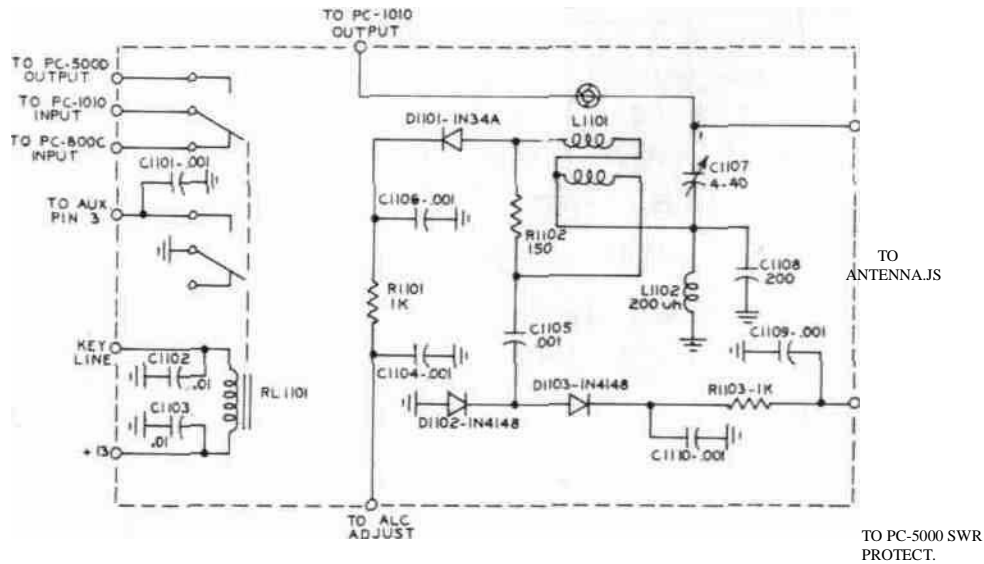 TO PC-1010
OUTPUT
TO PC-500D
OUTPUT
TO PC-1010
INPUT
TO PC-800C
INPUT
C1101-.001
TO AUX
PIN 3
KEY
LINE
C1102
.01
C1103
.01
RL1101
+13
D1101-1N34A
L1101
C1106-.001
R1102
150
R1101
1K
C1104-.001
C1105
.001
D1102-1N4148
D1103-1N4148
C1107
4-40
L1102
200 uh
C1108
200
C1109-.001
R1103-1K
C1110-.001
TO
ANTENNA.JS
TO ALC
ADJUST
TO PC-5000 SWR
PROTECT.